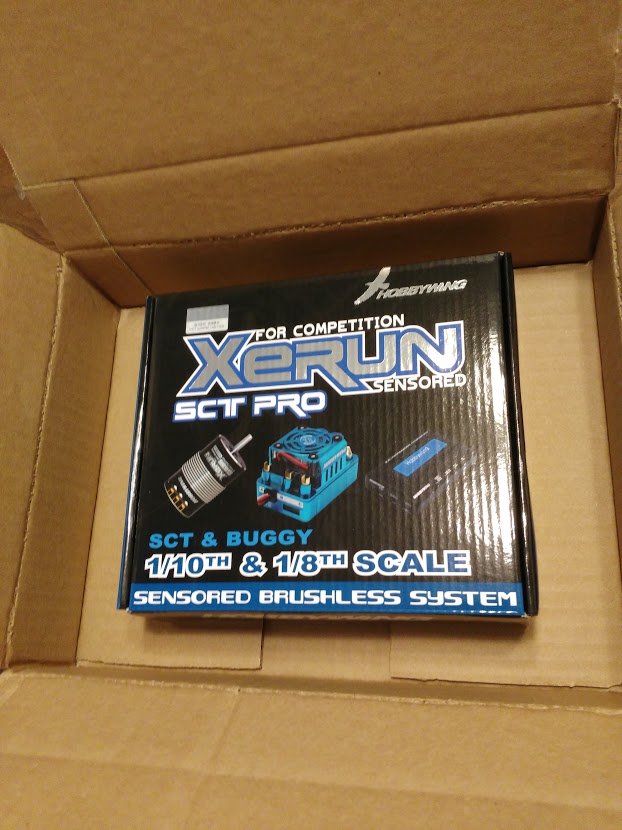 HOBBYWING
FOR COMPETITION
XERUN
SENSORED
SCT PRO
SCT & BUGGY
1/10TH & 1/8TH SCALE
SENSORED BRUSHLESS SYSTEM